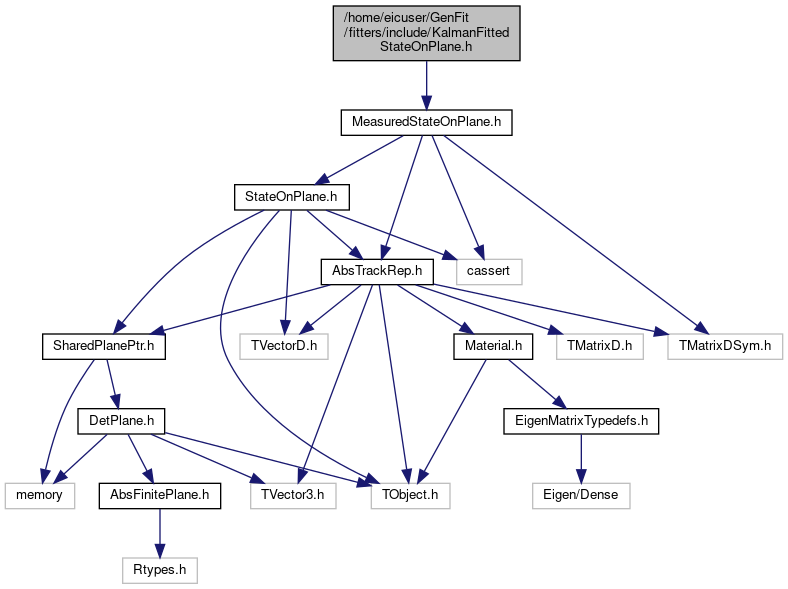 /home/eicuser/GenFit
/fitters/include/KalmanFitted
StateOnPlane.h
MeasuredStateOnPlane.h
StateOnPlane.h
AbsTrackRep.h
cassert
SharedPlanePtr.h
TVectorD.h
Material.h
TMatrixD.h
TMatrixDSym.h
DetPlane.h
EigenMatrixTypedefs.h
memory
AbsFinitePlane.h
TVector3.h
TObject.h
Eigen/Dense
Rtypes.h